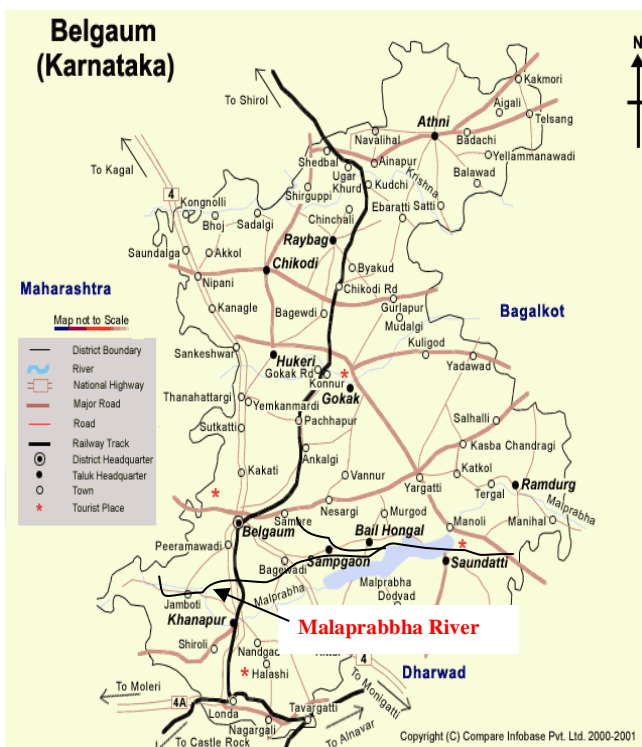 Belgaum
(Karnataka)
N
To Shirol
Kakmori
Aigali
Telsang
Athni
Navalihal
Badachi
Shedbal
Ainapur
Yellammanawadi
To Kagal
Ugar
Khurd
Kudchi
Krishna
Balawad
4
Shirguppi
Kongnolli
Chinchali
Ebaratti
Satti
Bhoj
Sadalgi
Raybag
Saundalga
Akkol
Chikodi
Byakud
Maharashtra
Nipani
Chikodi Rd
Kanagle
Bagewdi
Gurlapur
Bagalkot
Map not to Scale
Mudalgi
District Boundary
River
National Highway
Major Road
Road
Railway Track
District Headquarter
Taluk Headquarter
Town
Tourist Place
Sankeshwar
Hukeri
Kuligod
Yadawad
Gokak Rd
Konnur
Gokak
Thanahattargi
Yemkanmardi
Pachhapur
Salhalli
Sutkatti
Ankalgi
Kasba Chandragi
Kakati
Vannur
Katkol
Yargatti
Ramdurg
Tergal
Malprabha
Nesargi
Samere
Murgod
Manoli
Manihal
Belgaum
Bail Hongal
Peeramawadi
Sampgaon
Bagewadi
Saundatti
Malprabha
Malprabha
Dodvad
Jamboti
Khanapur
Malaprabbha River
Shiroli
Nandgad
Halashi
4
Dharwad
To Moleri
4A
To Monigatti
Londa
Tavargatti
Nagargali
To Alnavar
To Castle Rock
Copyright (C) Compare Infobase Pvt. Ltd. 2000-2001